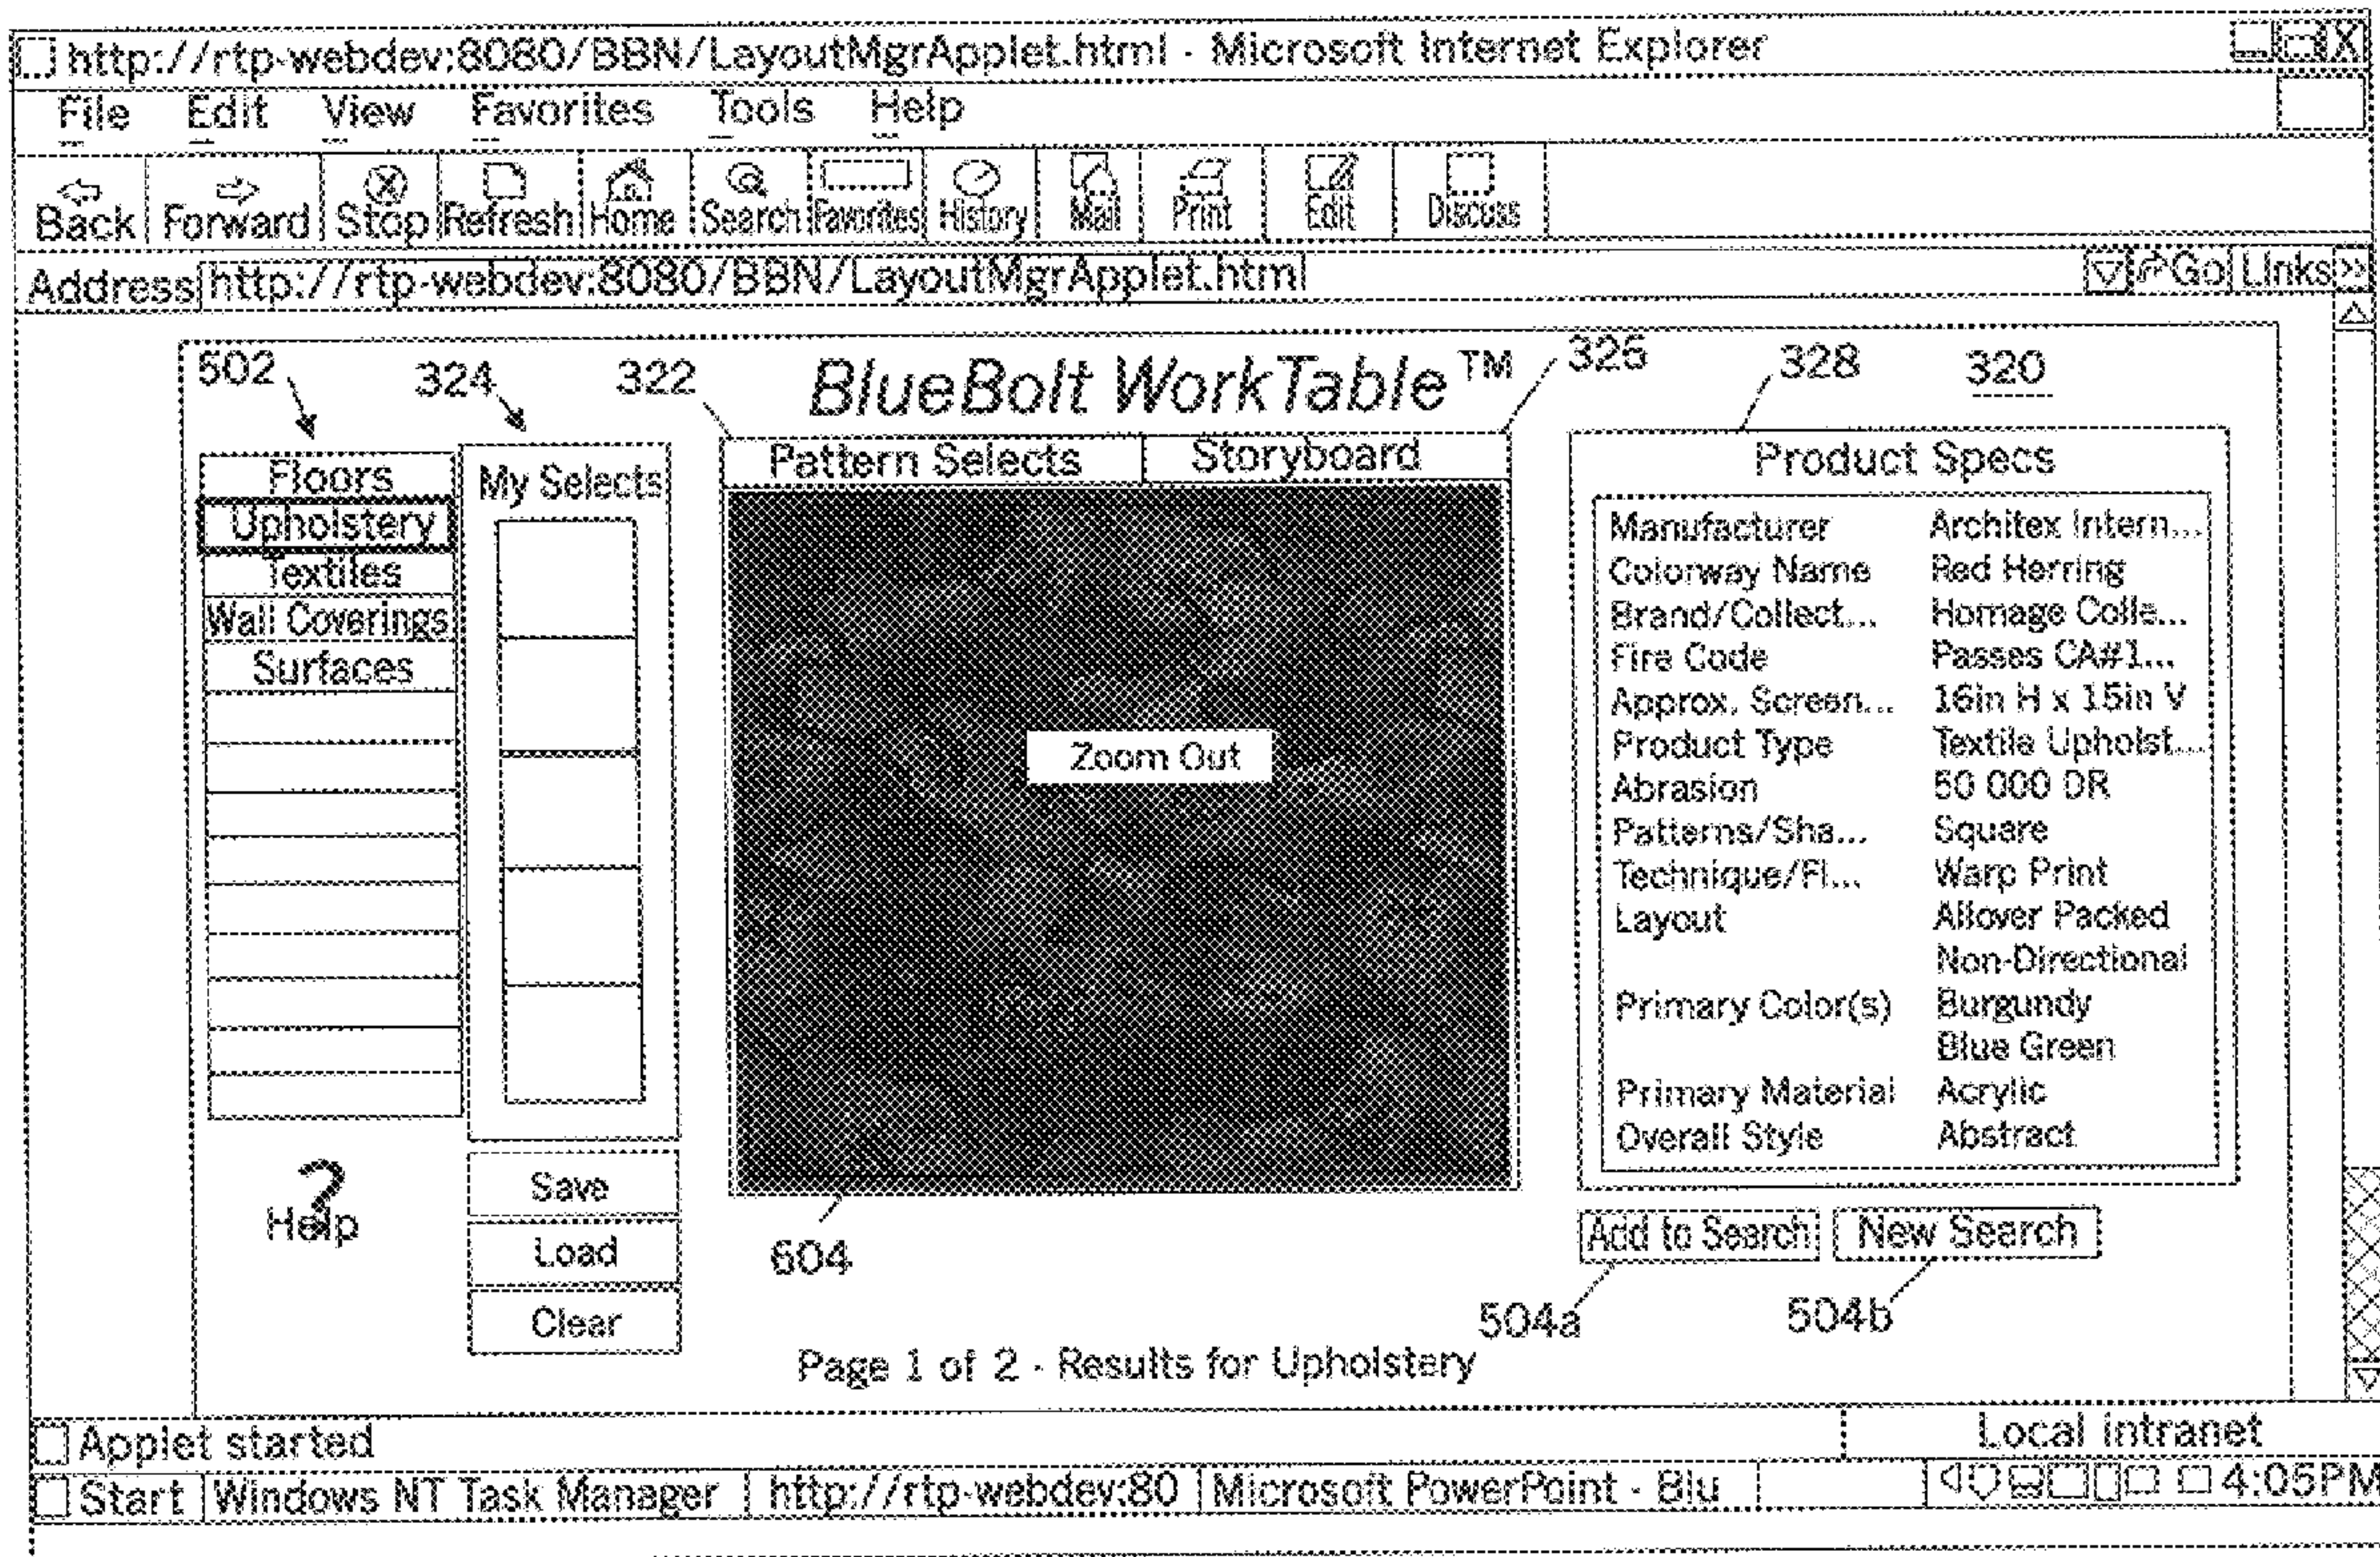 http://rtp-webdev:8080/BBN/LayoutMgrApplet.html - Microsoft Internet Explorer
File Edit View Favorites Tools Help
Back Forward Stop Refresh Home Search Favorites History Mail Print Edit Discuss
Address http://rtp-webdev:8080/BBN/LayoutMgrApplet.html Go Links >>
502 324 322 BlueBolt WorkTable™ 326 328 320
Floors
Upholstery
Textiles
Wall Coverings
Surfaces
? Help
My Selects
Save
Load
Clear
Pattern Selects Storyboard
Zoom Out
604
Product Specs
Manufacturer Architex Intern...
Colorway Name Red Herring
Brand/Collect... Homage Colle...
Fire Code Passes CA#1...
Approx. Screen... 16in H x 15in V
Product Type Textile Upholst...
Abrasion 50 000 DR
Patterns/Sha... Square
Technique/Fi... Warp Print
Layout Allover Packed
Non-Directional
Primary Color(s) Burgundy
Blue Green
Primary Material Acrylic
Overall Style Abstract
Add to Search New Search
504a 504b
Page 1 of 2 - Results for Upholstery
Applet started Local intranet
Start Windows NT Task Manager http://rtp-webdev:80 Microsoft PowerPoint - Blu 4:05PM